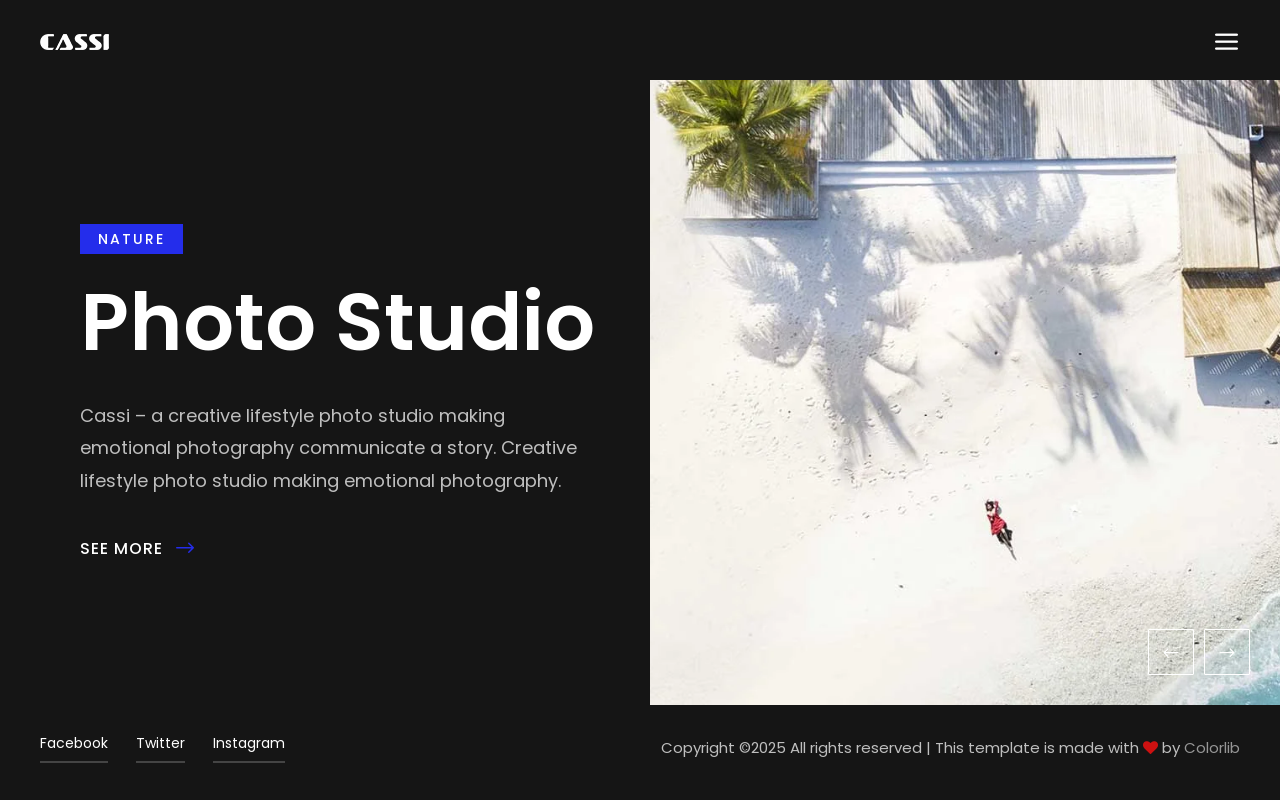 CASSI
NATURE
Photo Studio
Cassi – a creative lifestyle photo studio making
emotional photography communicate a story. Creative
lifestyle photo studio making emotional photography.
SEE MORE
Facebook Twitter Instagram
Copyright ©2025 All rights reserved | This template is made with ❤ by Colorlib